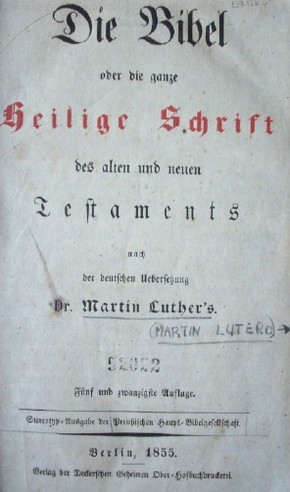 Die Bibel
oder die ganze
Heilige Schrift
des alten und neuen
Testaments
nach
der deutschen Uebersetzung
Dr. Martin Luther's.
(MARTIN LUTERO) →
Fünf und zwanzigste Auflage.
Stereotyp-Ausgabe der Preußischen Haupt-Bibelgesellschaft.
Berlin, 1855.
Verlag der Deckerschen Geheimen Ober-Hofbuchdruckerei.